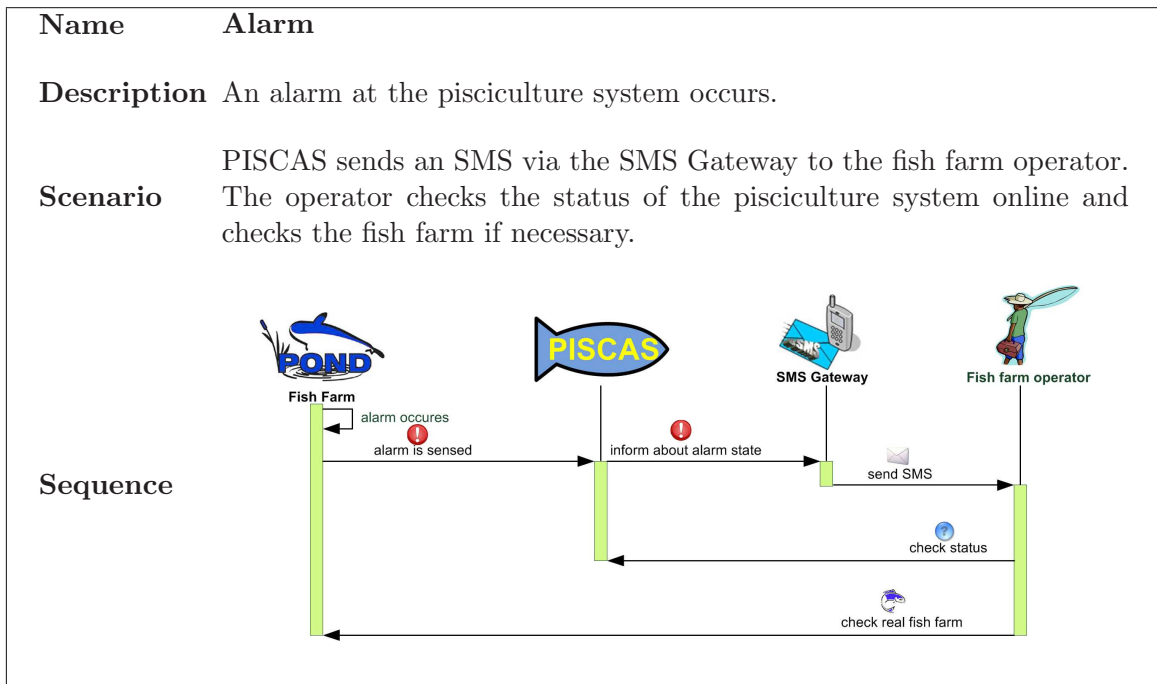 Name Alarm
Description An alarm at the pisciculture system occurs.
PISCAS sends an SMS via the SMS Gateway to the fish farm operator.
Scenario The operator checks the status of the pisciculture system online and
checks the fish farm if necessary.
POND
PISCAS
SMS
SMS Gateway
Fish farm operator
Fish Farm
alarm occures
alarm is sensed
inform about alarm state
send SMS
Sequence
?
check status
check real fish farm